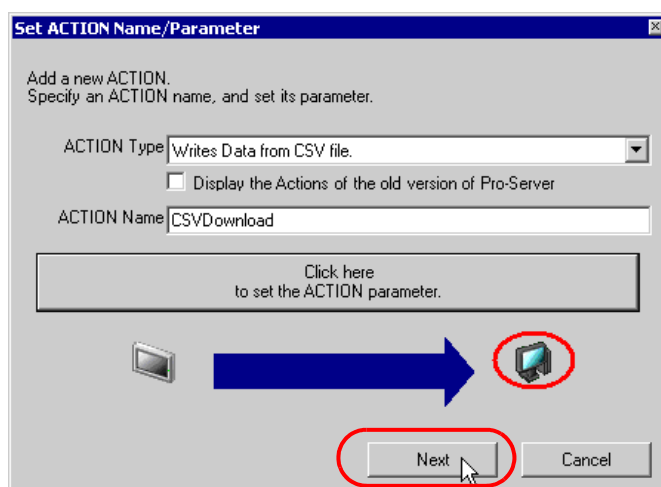 Set ACTION Name/Parameter
Add a new ACTION.
Specify an ACTION name, and set its parameter.
ACTION Type Writes Data from CSV file.
Display the Actions of the old version of Pro-Server
ACTION Name CSVDownload
Click here
to set the ACTION parameter.
Next Cancel